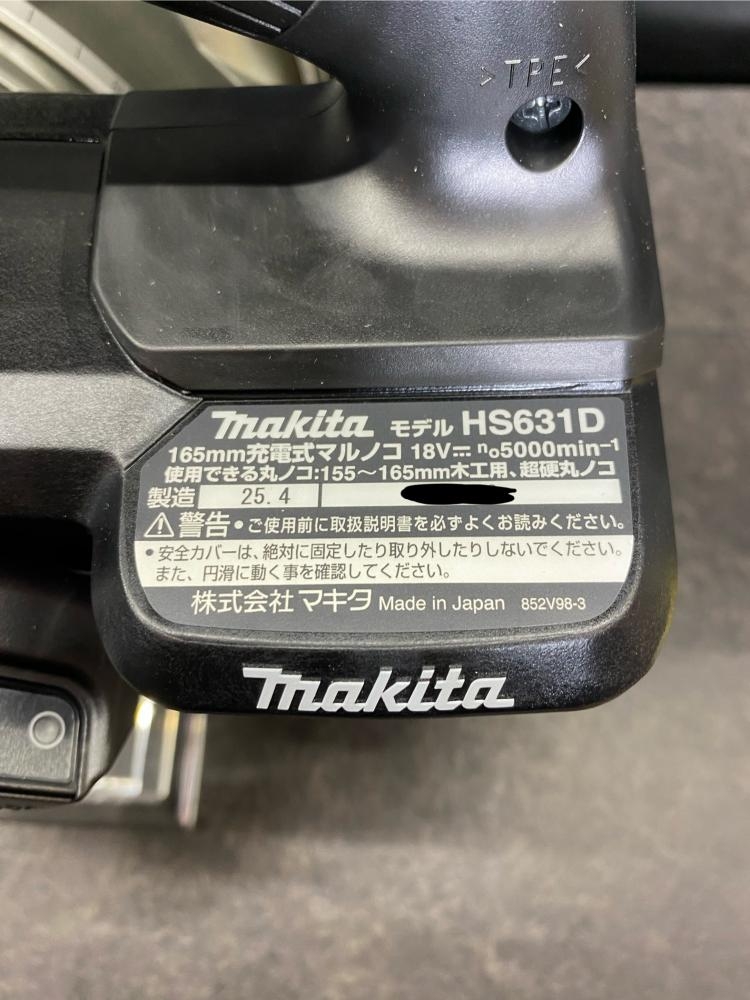 >TPE<
makita モデル HS631D
165mm充電式マルノコ 18V⎓ n₀5000min⁻¹
使用できる丸ノコ:155～165mm木工用、超硬丸ノコ
製造 25.4
⚠警告 • ご使用前に取扱説明書を必ずよくお読みください。
• 安全カバーは、絶対に固定したり取り外したりしないでください。
また、円滑に動く事を確認してください。
株式会社 マキタ Made in Japan 852V98-3
makita